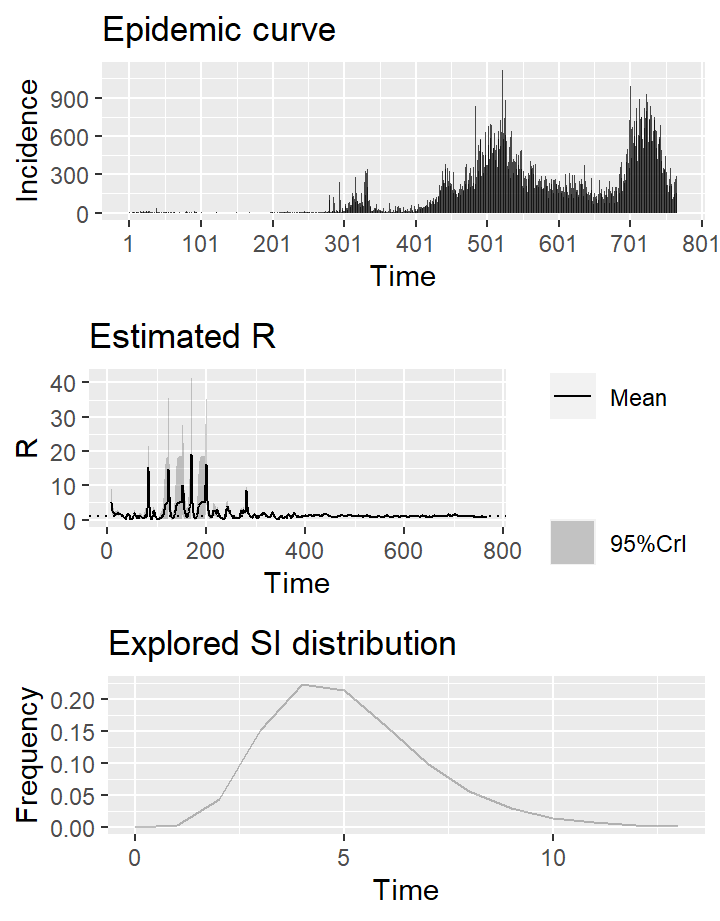 Epidemic curve
Incidence
900
600
300
0
1 101 201 301 401 501 601 701 801
Time
Estimated R
R
40
30
20
10
0
0 200 400 600 800
Time
Mean
95%CrI
Explored SI distribution
Frequency
0.20
0.15
0.10
0.05
0.00
0 5 10
Time